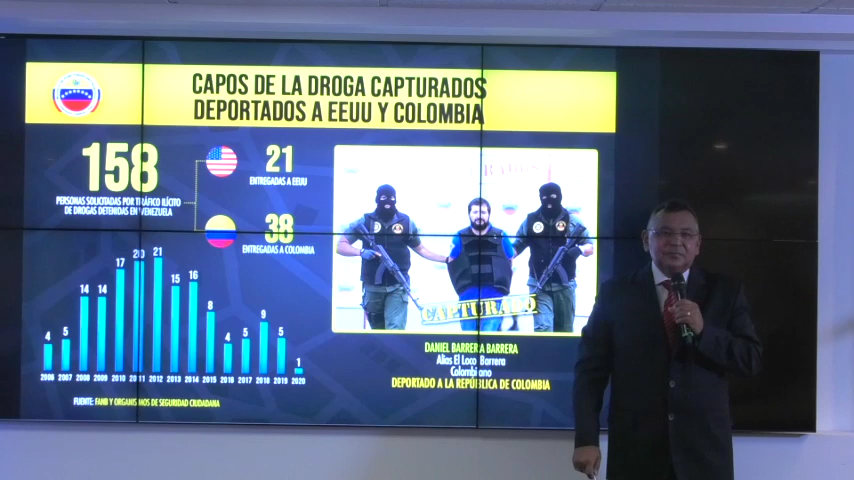 CAPOS DE LA DROGA CAPTURADOS
DEPORTADOS A EEUU Y COLOMBIA
158
PERSONAS SOLICITADAS POR TRÁFICO ILÍCITO
DE DROGAS DETENIDAS EN VENEZUELA
21
ENTREGADAS A EEUU
38
ENTREGADAS A COLOMBIA
4 5 14 14 17 20 21 15 16 8 4 5 9 5 1
2006 2007 2008 2009 2010 2011 2012 2013 2014 2015 2016 2017 2018 2019 2020
FUENTE: FANB Y ORGANISMOS DE SEGURIDAD CIUDADANA
CAPTURADO
DANIEL BARRERA BARRERA
Alias El Loco Barrera
Colombiano
DEPORTADO A LA REPÚBLICA DE COLOMBIA